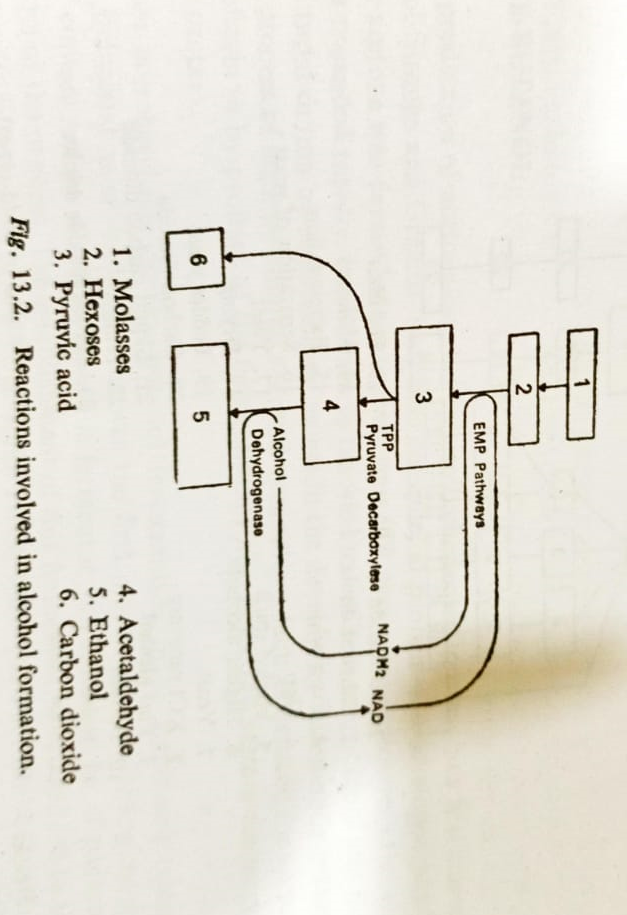 1
2
EMP Pathways
3
TPP
Pyruvate Decarboxylase
NADH2 NAD
4
Alcohol
Dehydrogenase
6
5
1. Molasses
2. Hexoses
3. Pyruvic acid
4. Acetaldehyde
5. Ethanol
6. Carbon dioxide
Fig. 13.2. Reactions involved in alcohol formation.